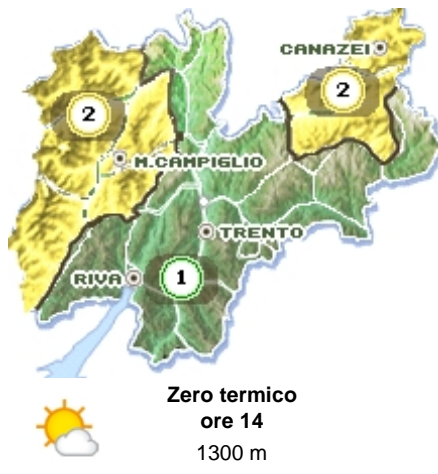 CANAZEI
2
2
M.CAMPIGLIO
TRENTO
RIVA
1
Zero termico
ore 14
1300 m